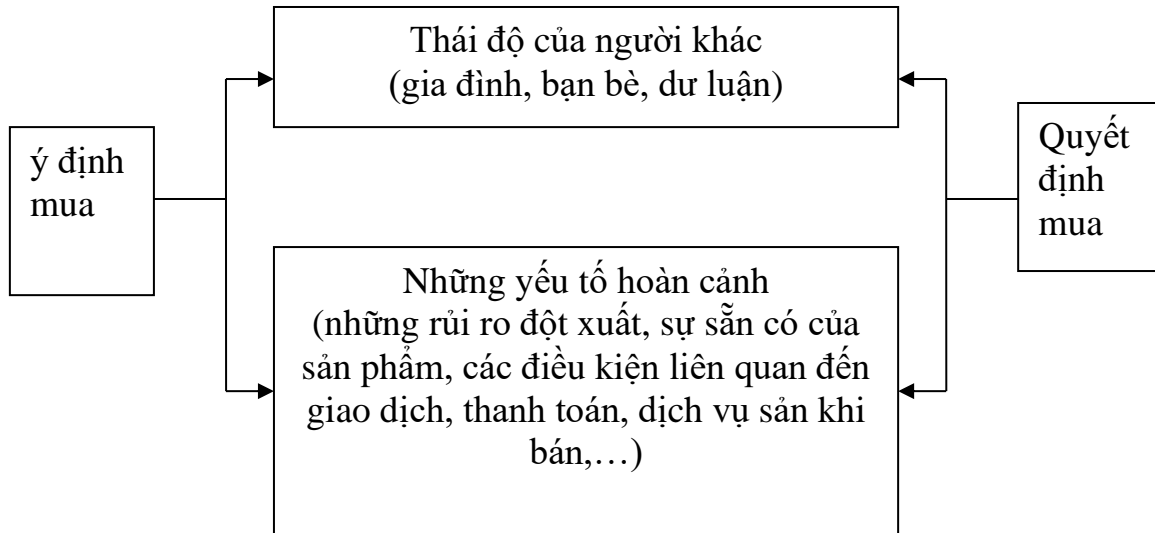 Thái độ của người khác
(gia đình, bạn bè, dư luận)
ý định
mua
Quyết
định
mua
Những yếu tố hoàn cảnh
(những rủi ro đột xuất, sự sẵn có của
sản phẩm, các điều kiện liên quan đến
giao dịch, thanh toán, dịch vụ sản khi
bán,…)